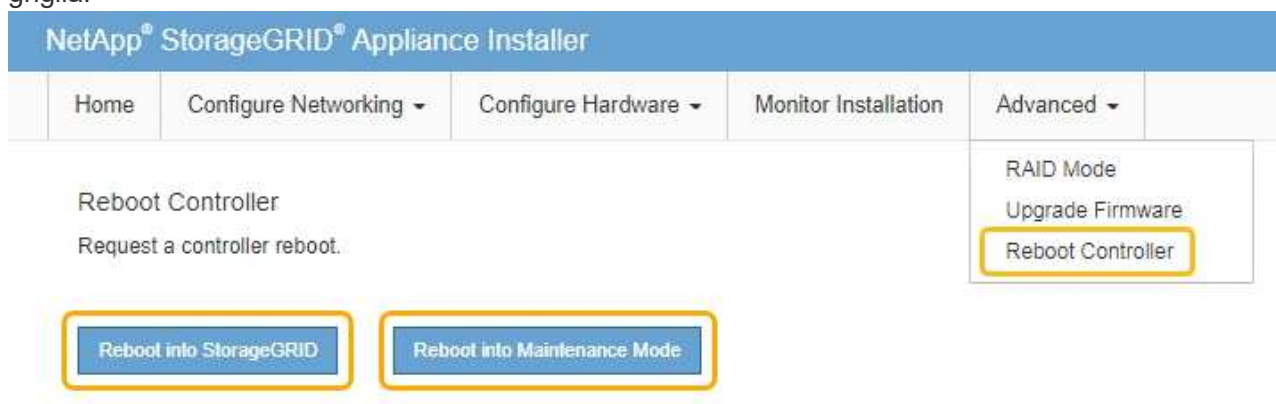 griglia.
NetApp® StorageGRID® Appliance Installer
Home Configure Networking Configure Hardware Monitor Installation Advanced
RAID Mode
Upgrade Firmware
Reboot Controller
Reboot Controller
Request a controller reboot.
Reboot into StorageGRID Reboot into Maintenance Mode